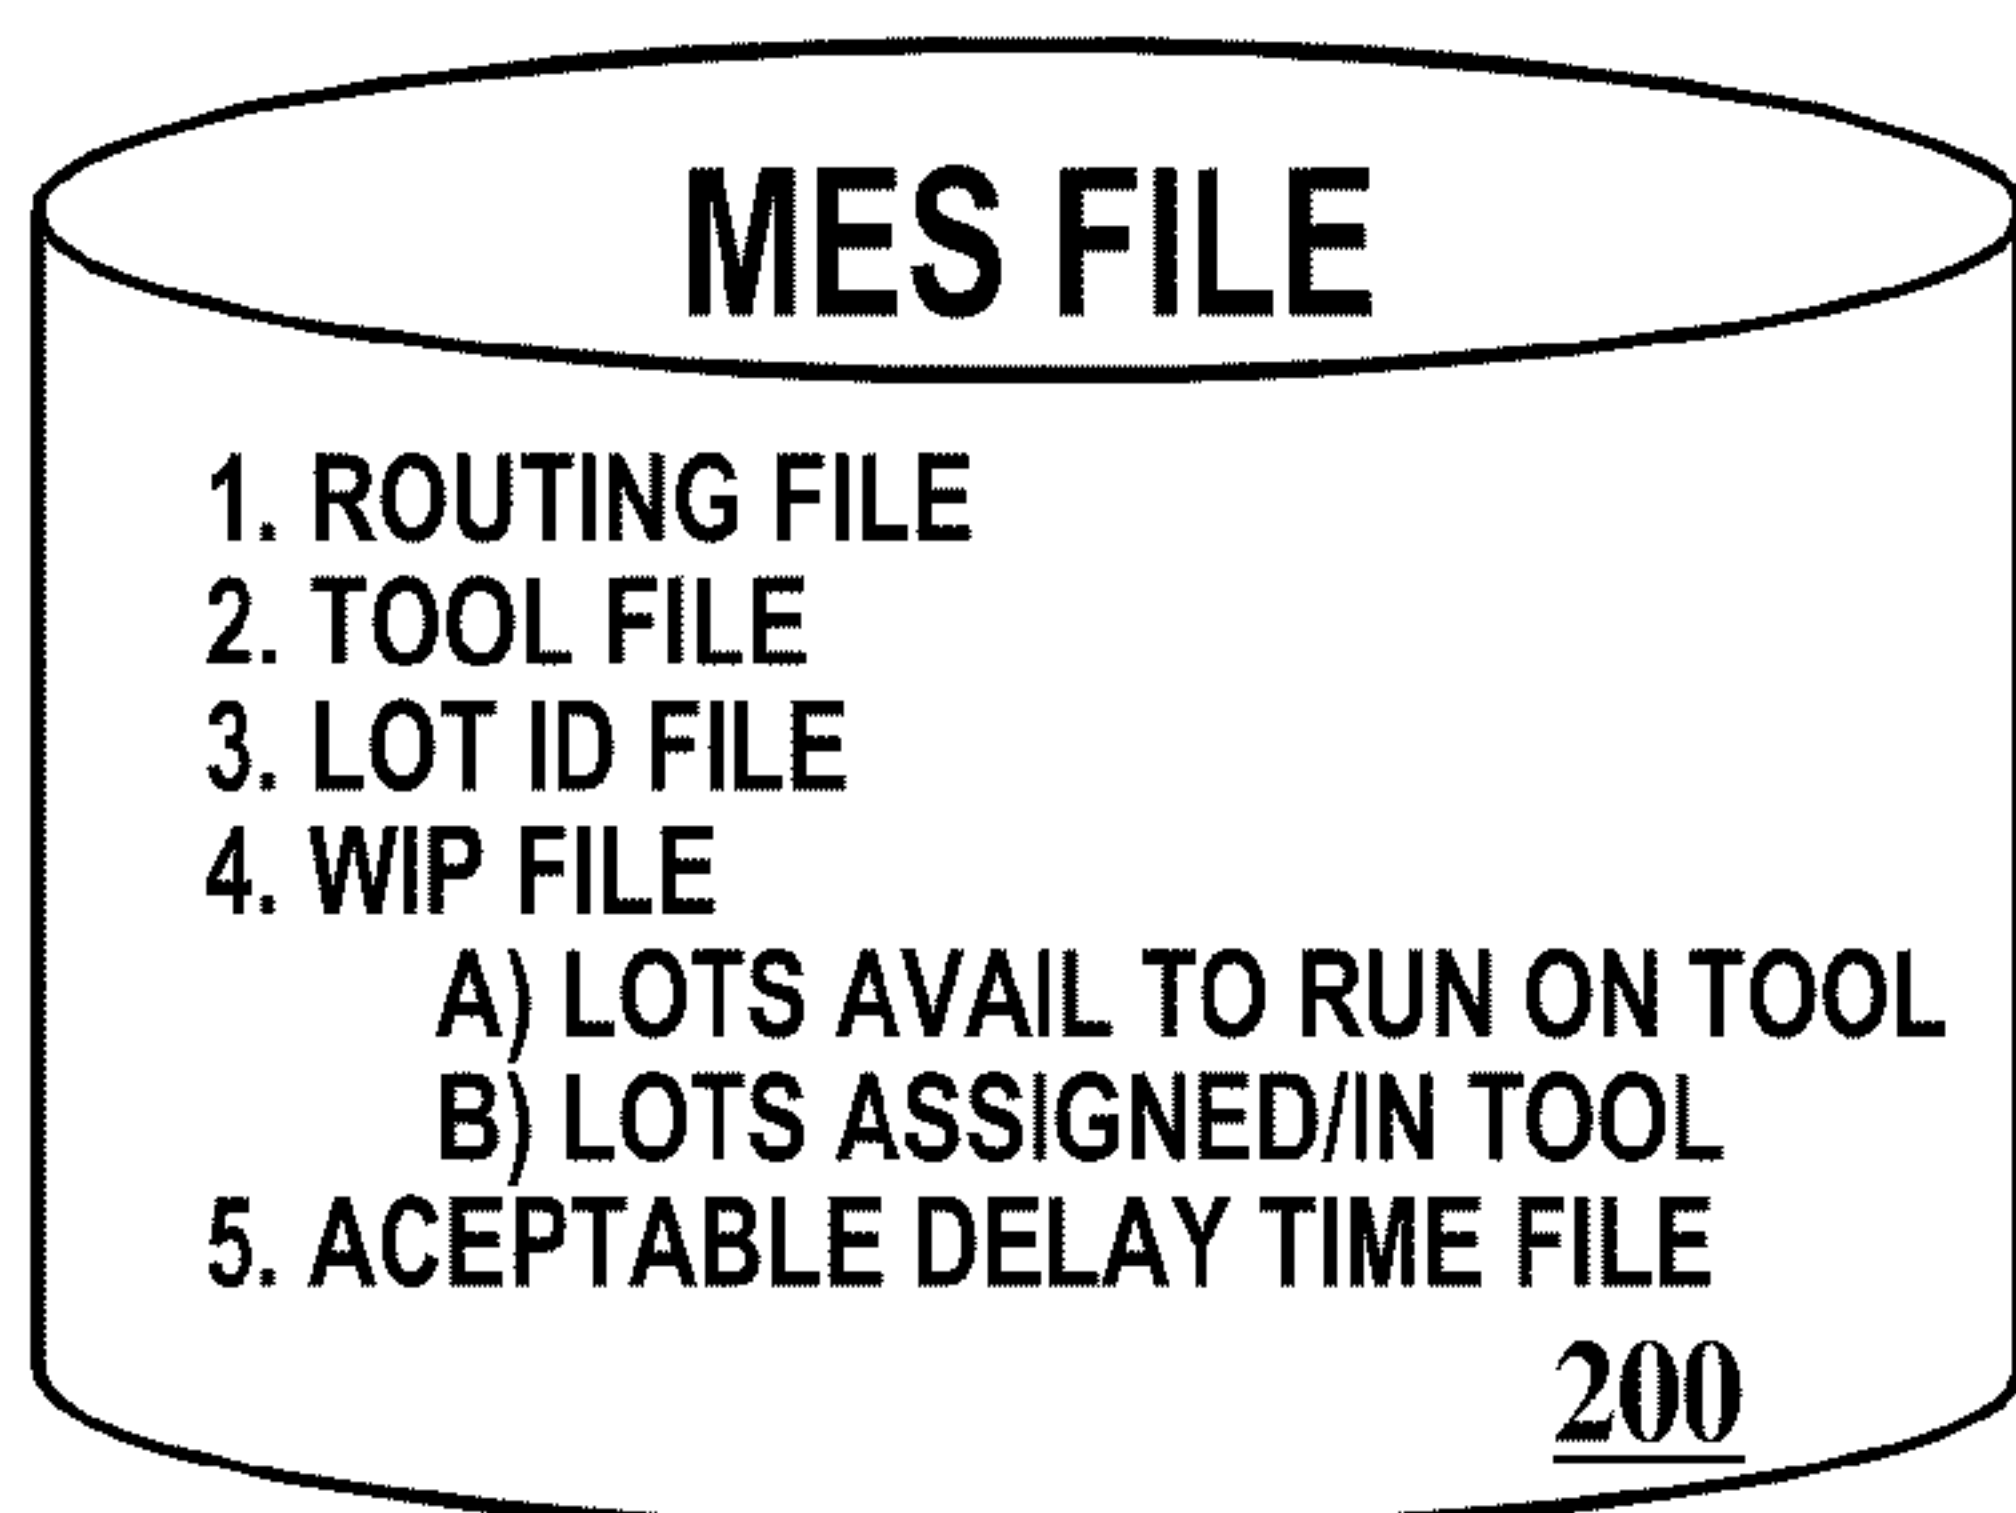 MES FILE
1. ROUTING FILE
2. TOOL FILE
3. LOT ID FILE
4. WIP FILE
A) LOTS AVAIL TO RUN ON TOOL
B) LOTS ASSIGNED/IN TOOL
5. ACEPTABLE DELAY TIME FILE
200